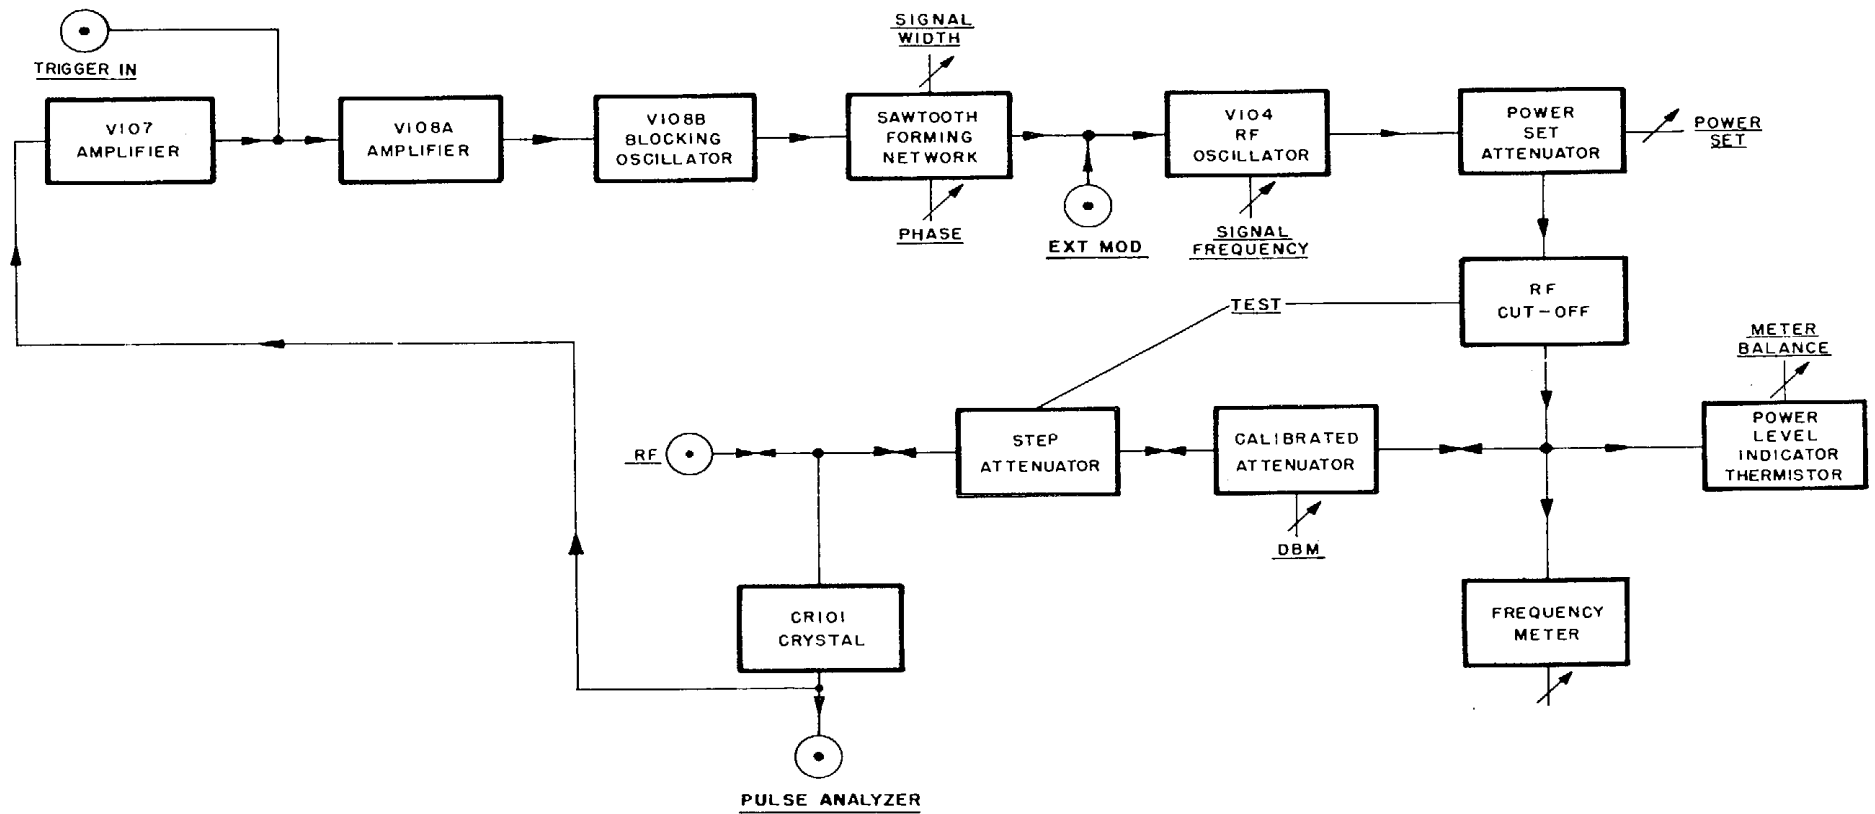 SIGNAL
WIDTH
TRIGGER IN
V107
AMPLIFIER
V108A
AMPLIFIER
V108B
BLOCKING
OSCILLATOR
SAWTOOTH
FORMING
NETWORK
V104
RF
OSCILLATOR
POWER
SET
ATTENUATOR
POWER
SET
PHASE
EXT MOD
SIGNAL
FREQUENCY
TEST
RF
CUT-OFF
METER
BALANCE
RF
STEP
ATTENUATOR
CALIBRATED
ATTENUATOR
POWER
LEVEL
INDICATOR
THERMISTOR
DBM
CR101
CRYSTAL
FREQUENCY
METER
PULSE ANALYZER